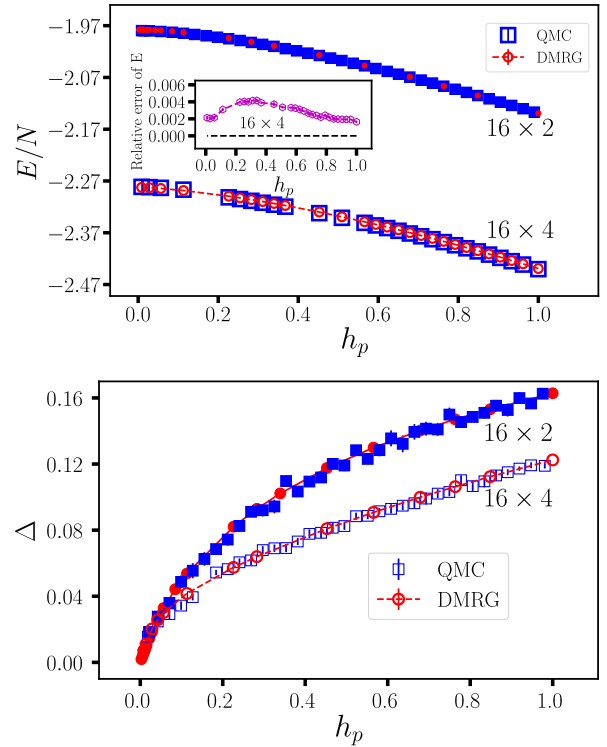 −1.97
−2.07
−2.17
−2.27
−2.37
−2.47
E/N
QMC
DMRG
16 × 2
Relative error of E
0.006
0.004
0.002
0.000
16 × 4
0.0 0.2 0.4 0.6 0.8 1.0
h_p
16 × 4
0.0 0.2 0.4 0.6 0.8 1.0
h_p
0.16
0.12
0.08
0.04
0.00
Δ
16 × 2
16 × 4
QMC
DMRG
0.0 0.2 0.4 0.6 0.8 1.0
h_p